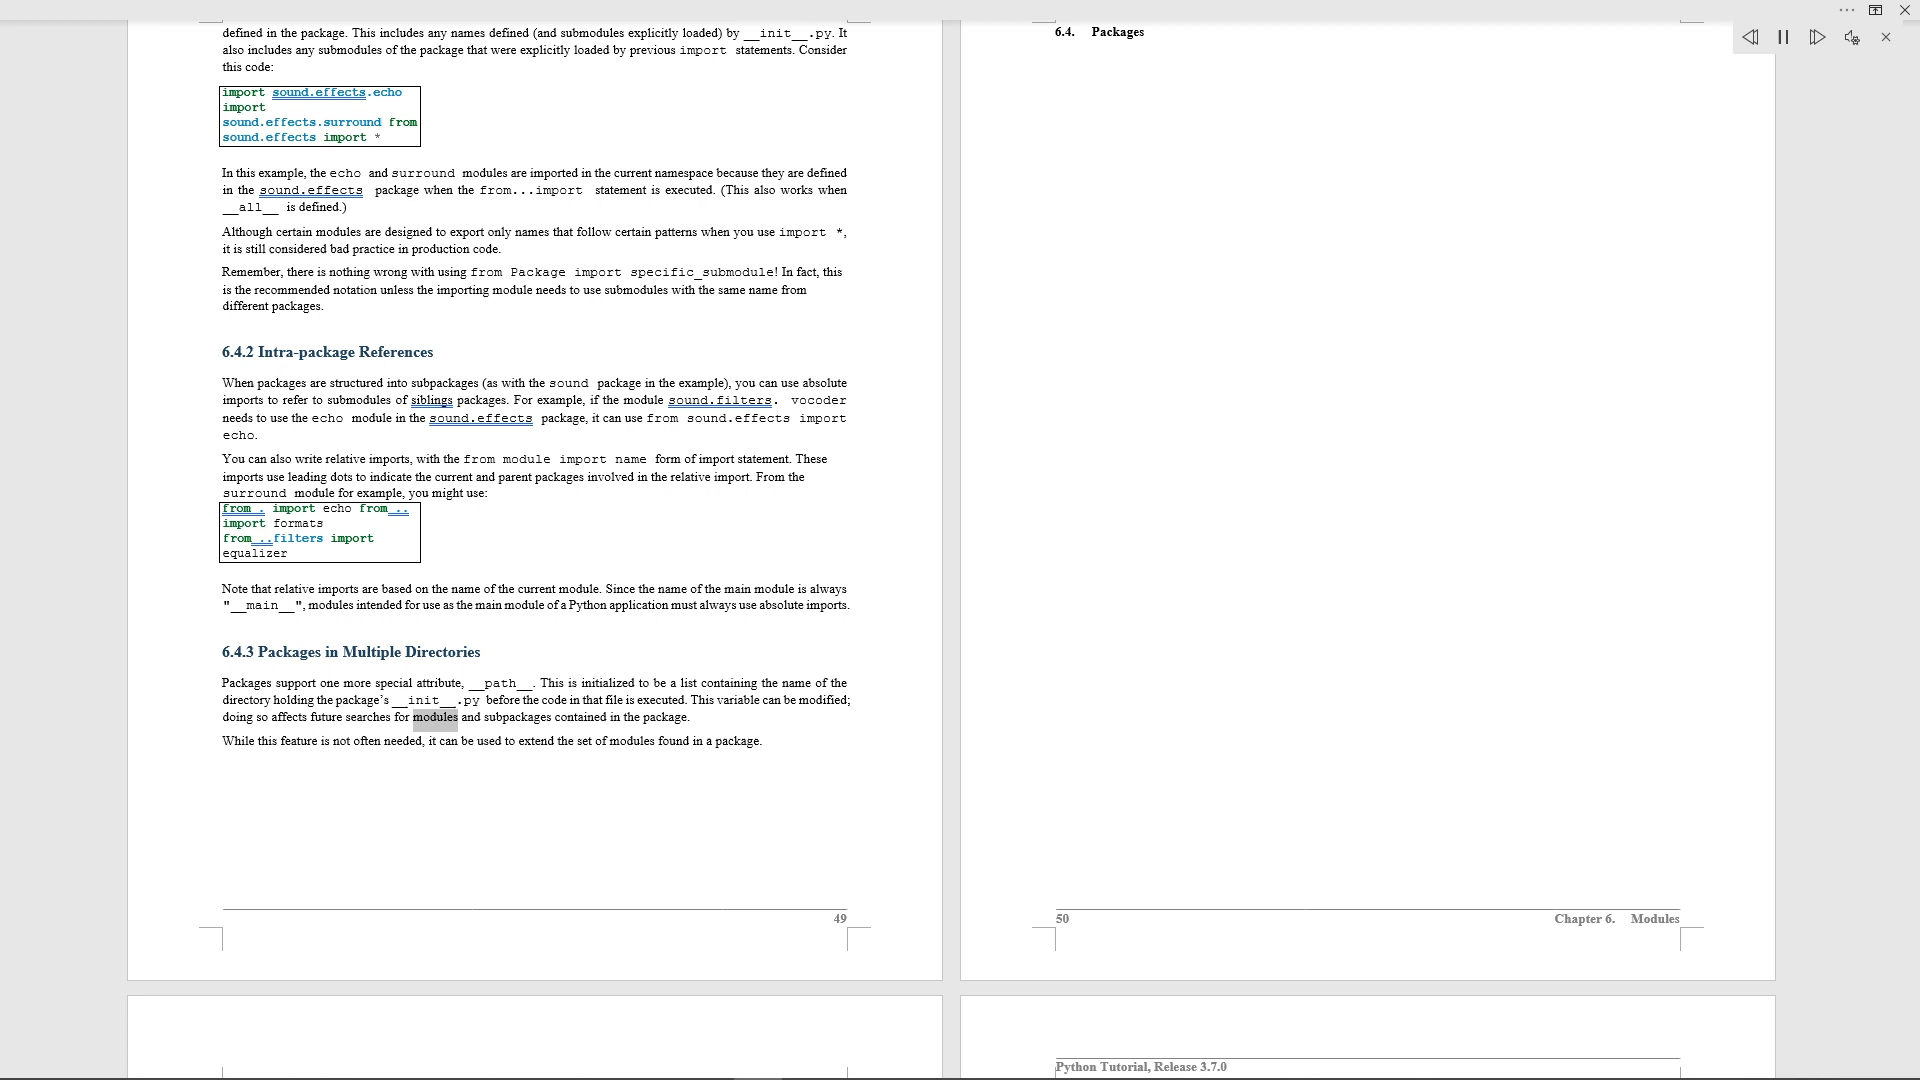 defined in the package. This includes any names defined (and submodules explicitly loaded) by __init__.py. It
also includes any submodules of the package that were explicitly loaded by previous import statements. Consider
this code:
import sound.effects.echo
import
sound.effects.surround from
sound.effects import *
In this example, the echo and surround modules are imported in the current namespace because they are defined
in the sound.effects package when the from...import statement is executed. (This also works when
__all__ is defined.)
Although certain modules are designed to export only names that follow certain patterns when you use import *,
it is still considered bad practice in production code.
Remember, there is nothing wrong with using from Package import specific_submodule! In fact, this
is the recommended notation unless the importing module needs to use submodules with the same name from
different packages.
6.4.2 Intra-package References
When packages are structured into subpackages (as with the sound package in the example), you can use absolute
imports to refer to submodules of siblings packages. For example, if the module sound.filters. vocoder
needs to use the echo module in the sound.effects package, it can use from sound.effects import
echo.
You can also write relative imports, with the from module import name form of import statement. These
imports use leading dots to indicate the current and parent packages involved in the relative import. From the
surround module for example, you might use:
from . import echo from ..
import formats
from ..filters import
equalizer
Note that relative imports are based on the name of the current module. Since the name of the main module is always
"__main__", modules intended for use as the main module of a Python application must always use absolute imports.
6.4.3 Packages in Multiple Directories
Packages support one more special attribute, __path__. This is initialized to be a list containing the name of the
directory holding the package’s __init__.py before the code in that file is executed. This variable can be modified;
doing so affects future searches for modules and subpackages contained in the package.
While this feature is not often needed, it can be used to extend the set of modules found in a package.
49
6.4. Packages
50 Chapter 6. Modules
Python Tutorial, Release 3.7.0